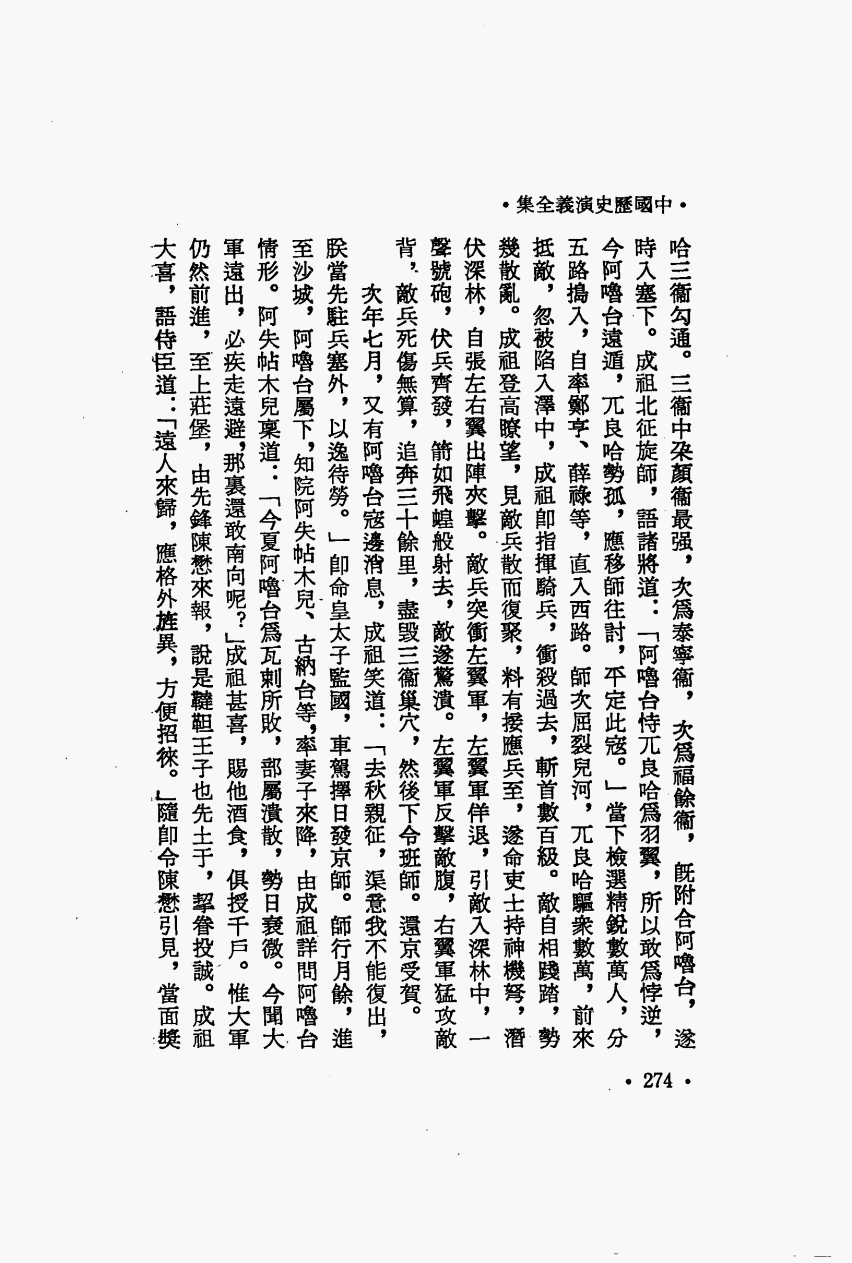 •中國歷史演義全集•
哈三衞勾通。三衞中朶顏衞最强，次爲泰寧衞，次爲福餘衞，旣附合阿嚕台，遂
時入塞下。成祖北征旋師，語諸將道：「阿嚕台恃兀良哈爲羽翼，所以敢爲悖逆，
今阿嚕台遠遁，兀良哈勢孤，應移師往討，平定此寇。」當下檢選精銳數萬人，分
五路搗入，自率鄭亨、薛祿等，直入西路。師次屈裂兒河，兀良哈驅衆數萬，前來
抵敵，忽被陷入澤中，成祖卽指揮騎兵，衝殺過去，斬首數百級。敵自相踐踏，勢
幾散亂。成祖登高瞭望，見敵兵散而復聚，料有接應兵至，遂命吏士持神機弩，潛
伏深林，自張左右翼出陣夾擊。敵兵突衝左翼軍，左翼軍佯退，引敵入深林中，一
聲號砲，伏兵齊發，箭如飛蝗般射去，敵遂驚潰。左翼軍反擊敵腹，右翼軍猛攻敵
背，敵兵死傷無算，追奔三十餘里，盡毀三衞巢穴，然後下令班師。還京受賀。
次年七月，又有阿嚕台寇邊消息，成祖笑道：「去秋親征，渠意我不能復出，
朕當先駐兵塞外，以逸待勞。」卽命皇太子監國，車駕擇日發京師。師行月餘，進
至沙城，阿嚕台屬下，知院阿失帖木兒、古納台等，率妻子來降，由成祖詳問阿嚕台
情形。阿失帖木兒稟道：「今夏阿嚕台爲瓦剌所敗，部屬潰散，勢日衰微。今聞大
軍遠出，必疾走遠避，那裏還敢南向呢？」成祖甚喜，賜他酒食，俱授千戶。惟大軍
仍然前進，至上莊堡，由先鋒陳懋來報，說是韃靼王子也先土于，挈眷投誠。成祖
大喜，語侍臣道：「遠人來歸，應格外旌異，方便招徠。」隨卽令陳懋引見，當面獎
•274•